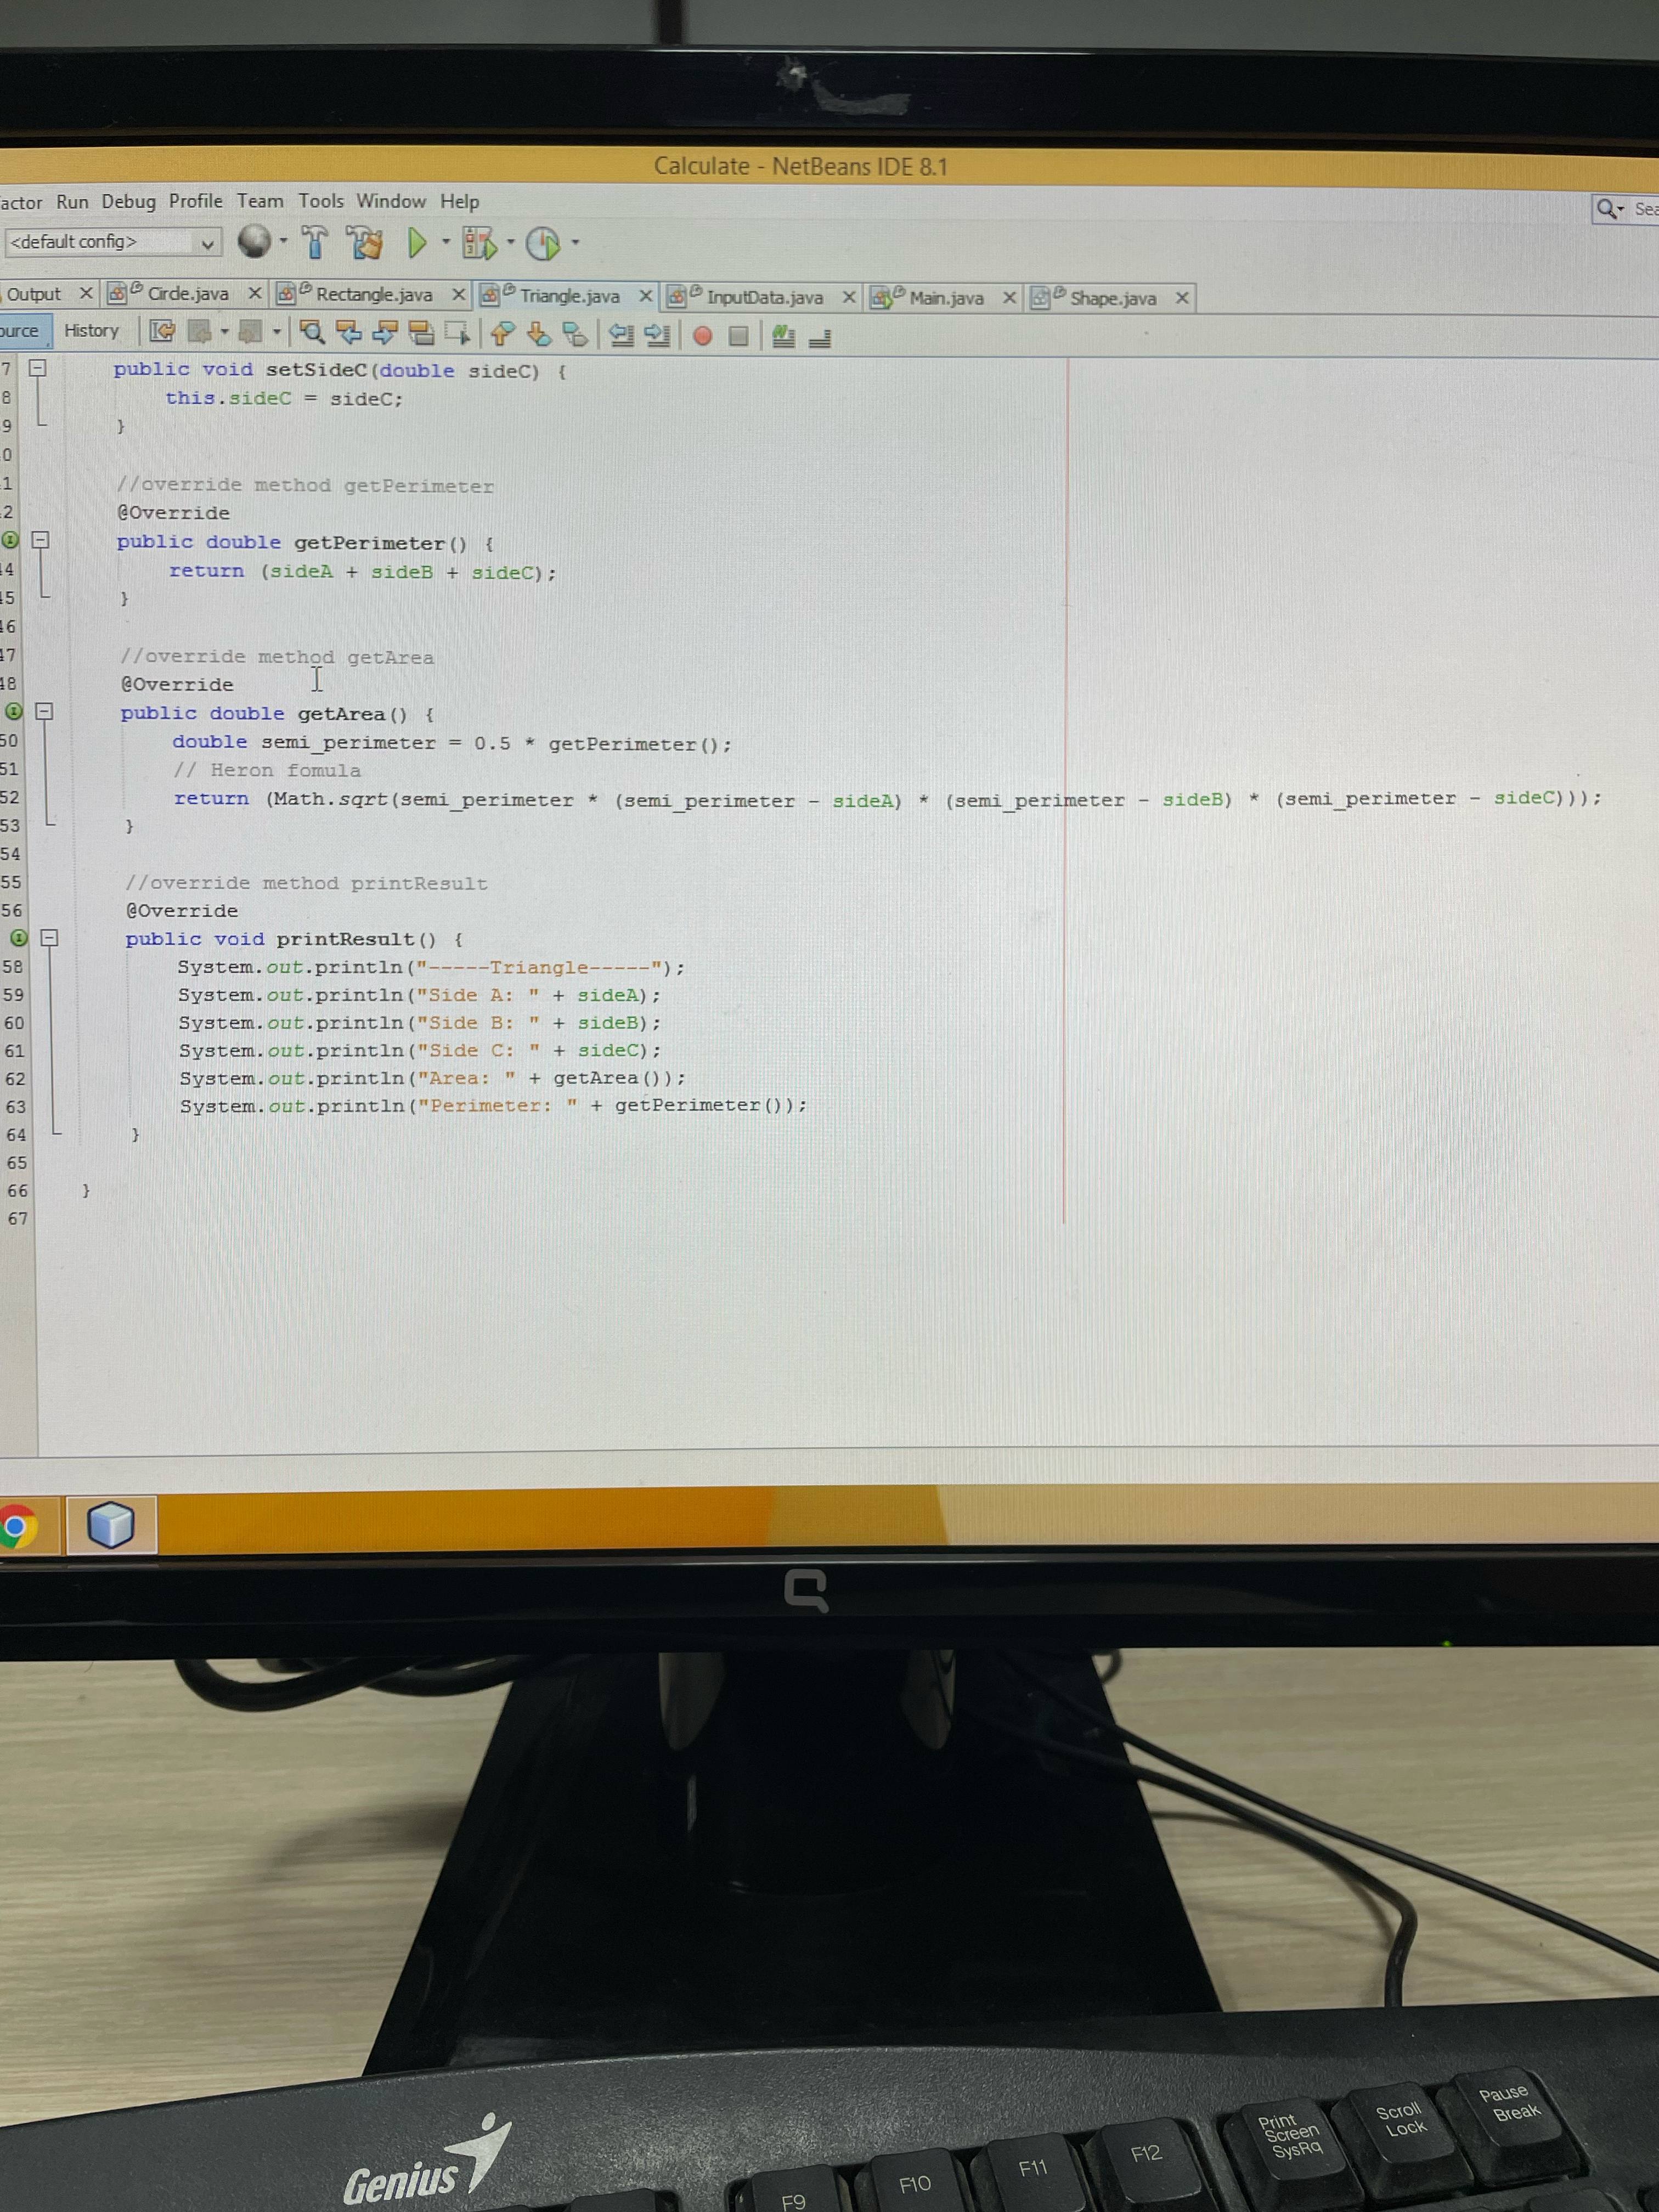 Calculate - NetBeans IDE 8.1
actor Run Debug Profile Team Tools Window Help
Sea
<default config>
Output Circle.java Rectangle.java Triangle.java InputData.java Main.java Shape.java
ource History
7 public void setSideC(double sideC) {
8 this.sideC = sideC;
9 }
0
1 //override method getPerimeter
2 @Override
public double getPerimeter() {
44 return (sideA + sideB + sideC);
45 }
46
47 //override method getArea
48 @Override
public double getArea() {
50 double semi_perimeter = 0.5 * getPerimeter();
51 // Heron fomula
52 return (Math.sqrt(semi_perimeter * (semi_perimeter - sideA) * (semi_perimeter - sideB) * (semi_perimeter - sideC)));
53 }
54
55 //override method printResult
56 @Override
public void printResult() {
58 System.out.println("-----Triangle-----");
59 System.out.println("Side A: " + sideA);
60 System.out.println("Side B: " + sideB);
61 System.out.println("Side C: " + sideC);
62 System.out.println("Area: " + getArea());
63 System.out.println("Perimeter: " + getPerimeter());
64 }
65
66 }
67
Genius
F9 F10 F11 F12
Print Screen SysRq
Scroll Lock
Pause Break